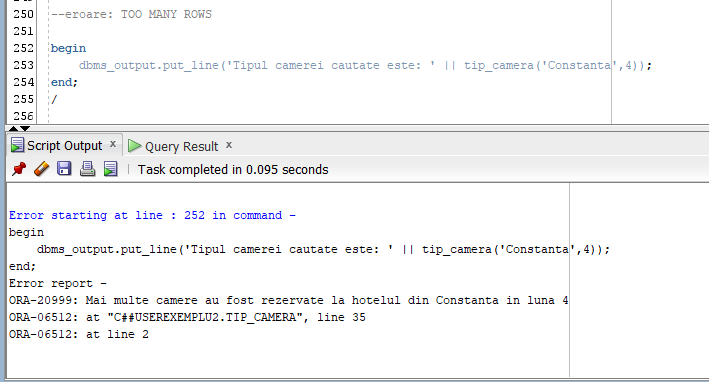 250 --eroare: TOO MANY ROWS
251
252 begin
253 dbms_output.put_line('Tipul camerei cautate este: ' || tip_camera('Constanta',4));
254 end;
255 /
256
Script Output x Query Result x
Task completed in 0.095 seconds
Error starting at line : 252 in command -
begin
dbms_output.put_line('Tipul camerei cautate este: ' || tip_camera('Constanta',4));
end;
Error report -
ORA-20999: Mai multe camere au fost rezervate la hotelul din Constanta in luna 4
ORA-06512: at "C##USEREXEMPLU2.TIP_CAMERA", line 35
ORA-06512: at line 2